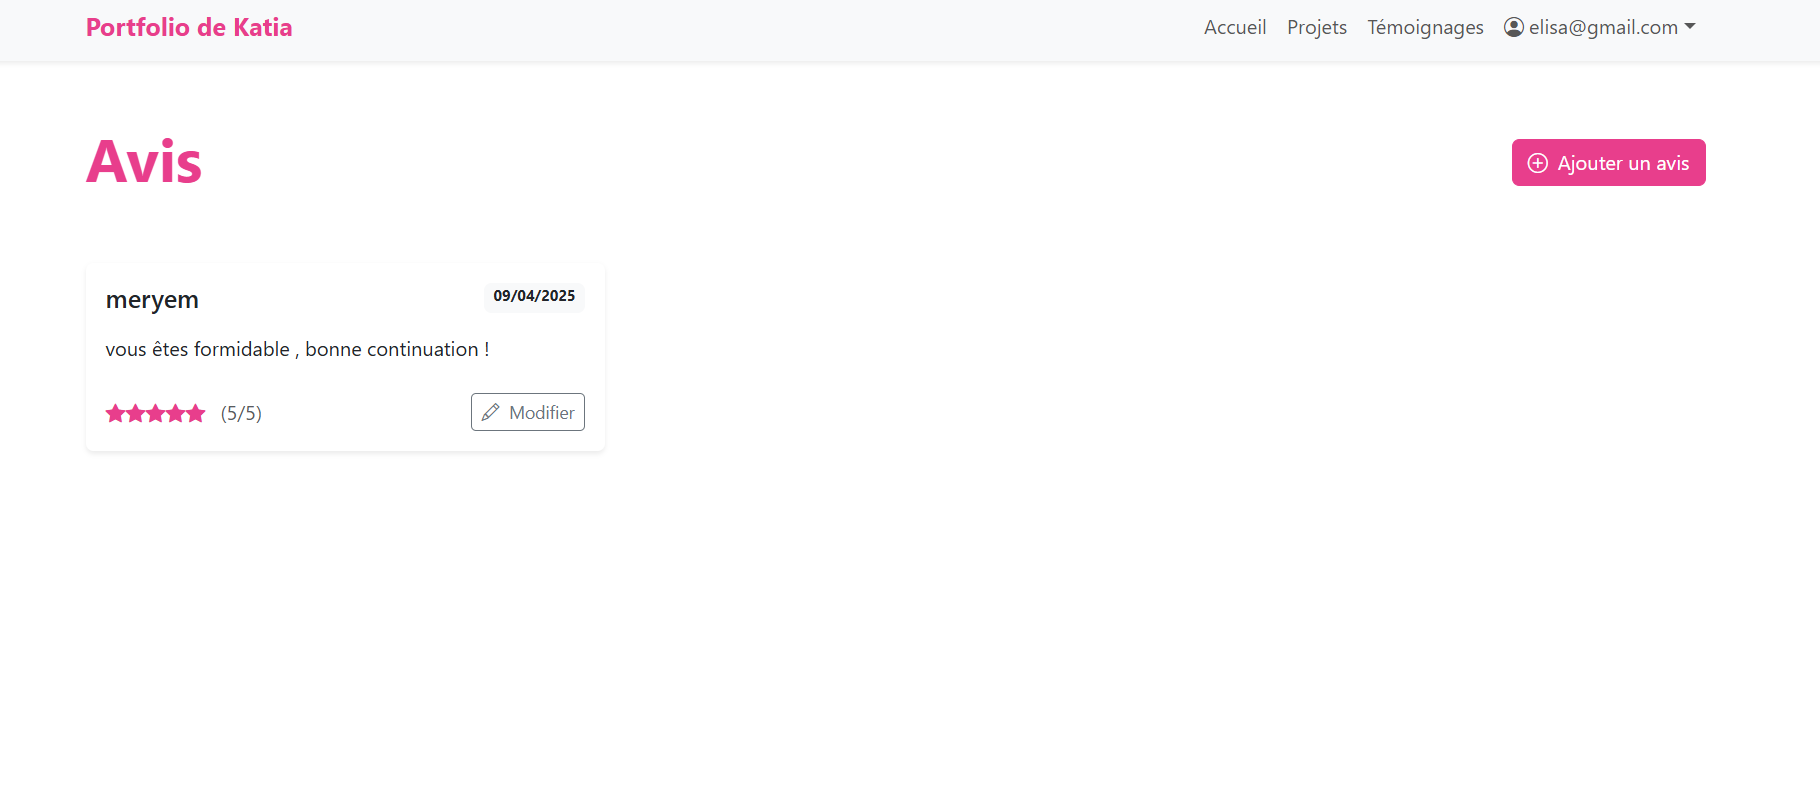 Portfolio de Katia
Accueil Projets Témoignages elisa@gmail.com
Avis
Ajouter un avis
meryem
09/04/2025
vous êtes formidable , bonne continuation !
(5/5)
Modifier